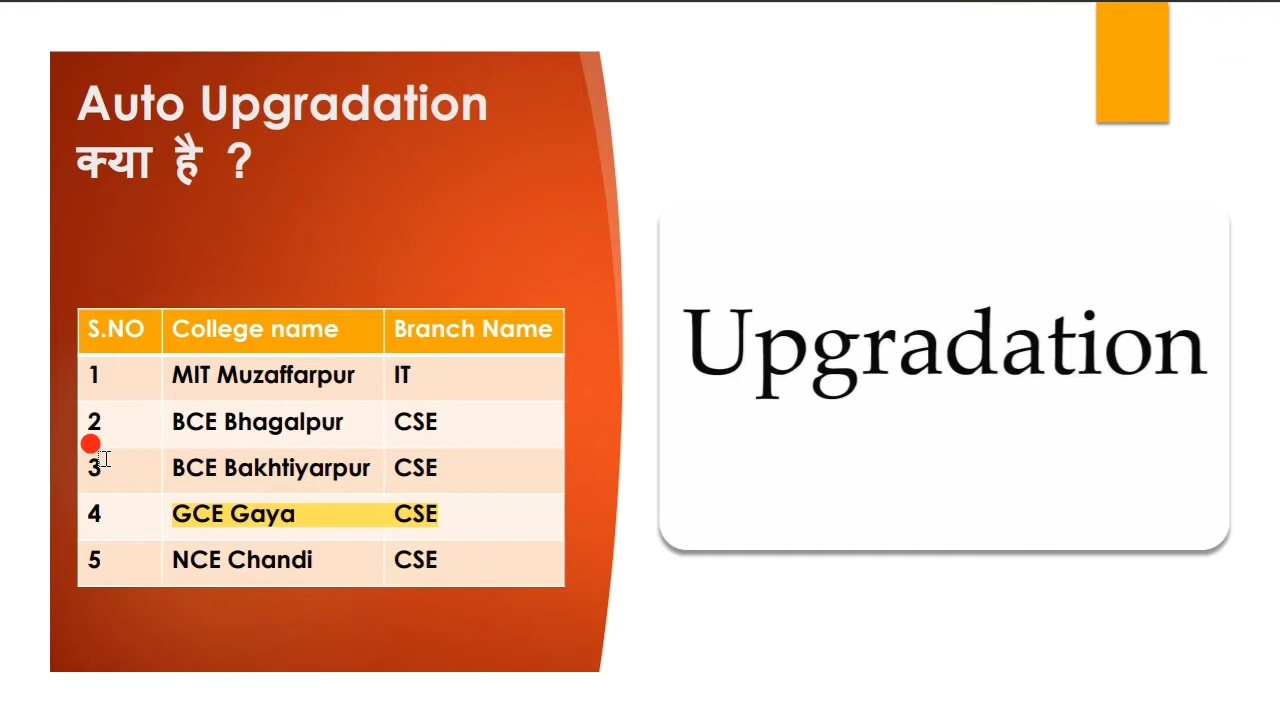 Auto Upgradation
क्या है ?
S.NO College name Branch Name
1 MIT Muzaffarpur IT
2 BCE Bhagalpur CSE
3 BCE Bakhtiyarpur CSE
4 GCE Gaya CSE
5 NCE Chandi CSE
Upgradation